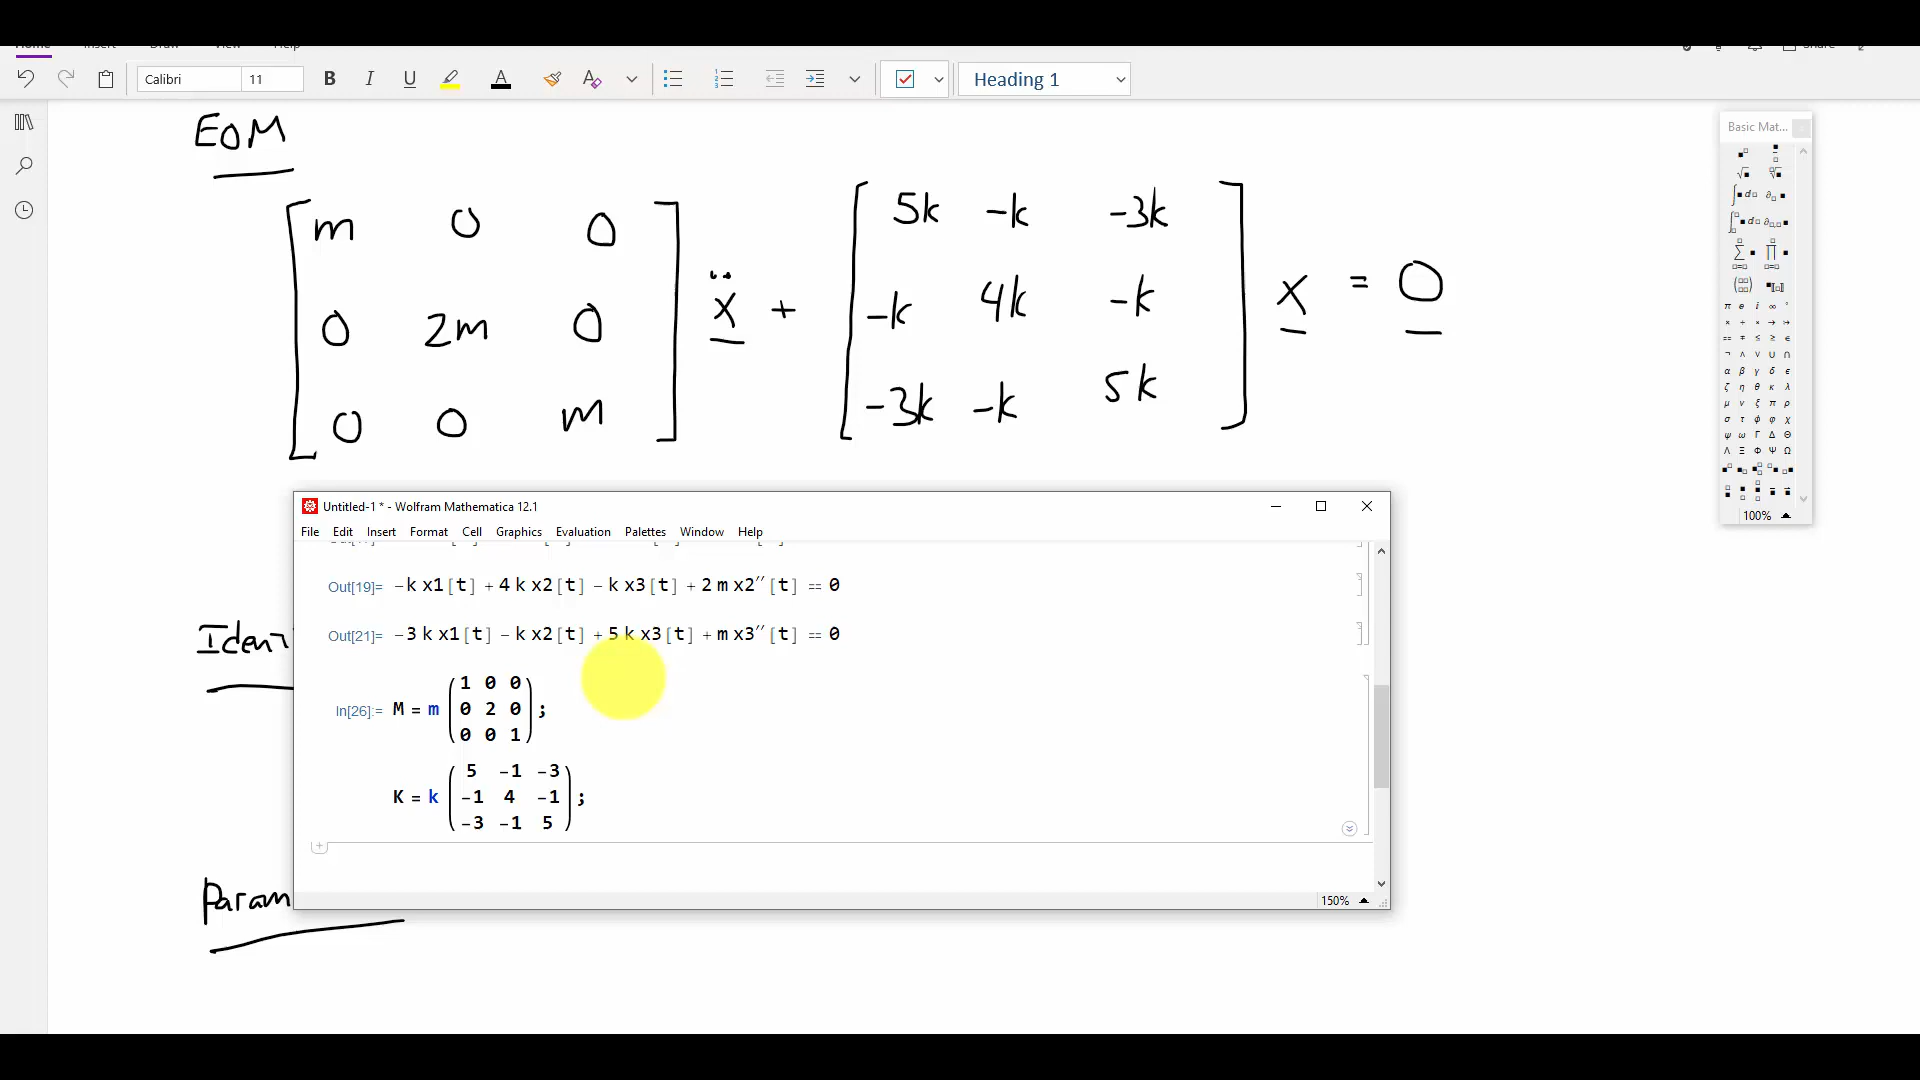 Calibri 11 B I U A Heading 1
EOM
Basic Mat...
m 0 0 5k -k -3k
0 2m 0 ẍ + -k 4k -k x = 0
0 0 m -3k -k 5k
100%
Untitled-1 * - Wolfram Mathematica 12.1
File Edit Insert Format Cell Graphics Evaluation Palettes Window Help
Out[19]= -k x1[t] + 4 k x2[t] - k x3[t] + 2 m x2′′[t] == 0
Out[21]= -3 k x1[t] - k x2[t] + 5 k x3[t] + m x3′′[t] == 0
Identi
1 0 0
In[26]:= M = m 0 2 0 ;
0 0 1
5 -1 -3
K = k -1 4 -1 ;
-3 -1 5
Param
150%